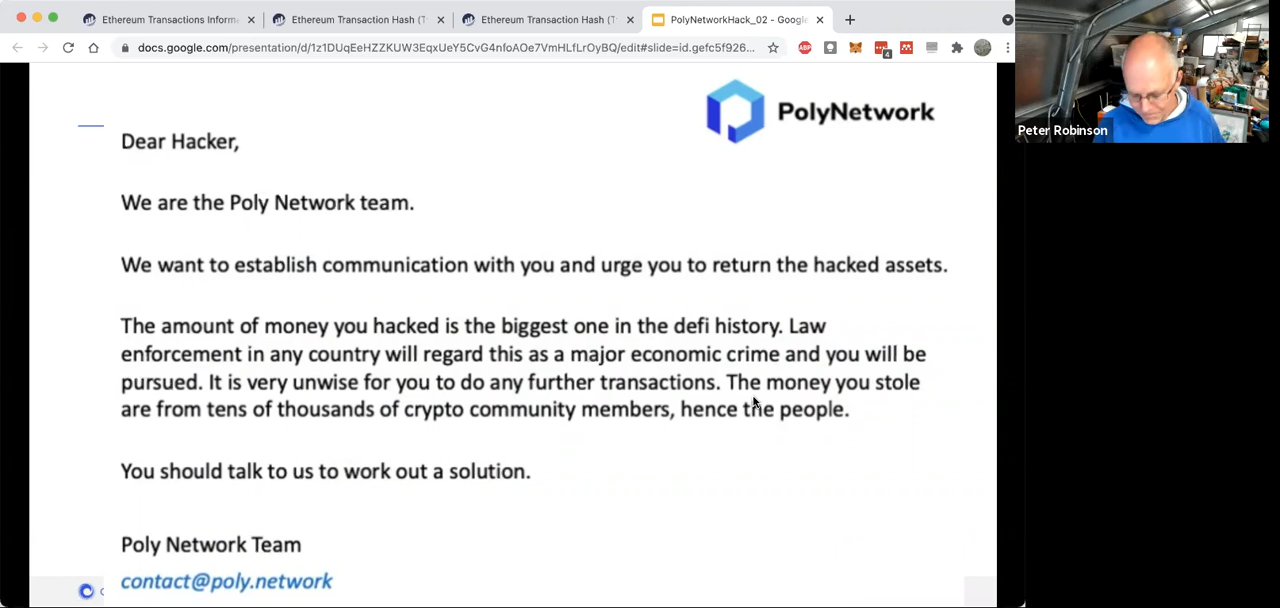 Ethereum Transactions Inform
Ethereum Transaction Hash (T
Ethereum Transaction Hash (T
PolyNetworkHack_02 - Google
docs.google.com/presentation/d/1z1DUqEeHZZKUW3EqxUeY5CvG4nfoAOe7VmHLfLrOyBQ/edit#slide=id.gefc5f926...
ABP
4
PolyNetwork
Dear Hacker,
We are the Poly Network team.
We want to establish communication with you and urge you to return the hacked assets.
The amount of money you hacked is the biggest one in the defi history. Law
enforcement in any country will regard this as a major economic crime and you will be
pursued. It is very unwise for you to do any further transactions. The money you stole
are from tens of thousands of crypto community members, hence the people.
You should talk to us to work out a solution.
Poly Network Team
contact@poly.network
Peter Robinson